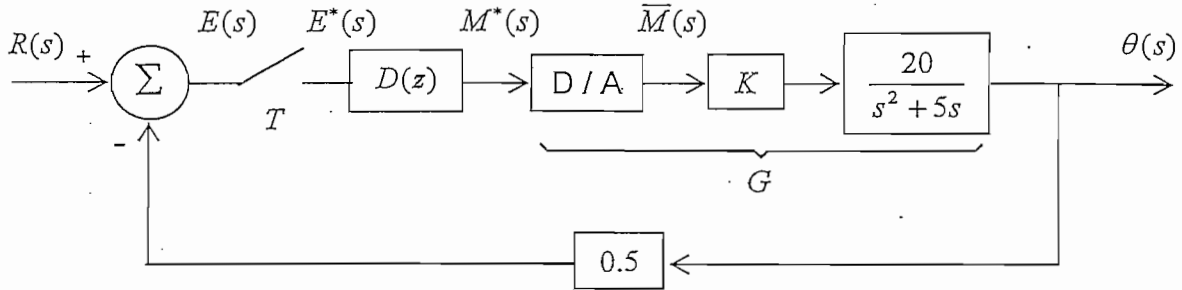 E(s) E*(s) M*(s) M̅(s)
R(s) + Σ D(z) D / A K 20 / (s² + 5s) θ(s)
- T
G
0.5